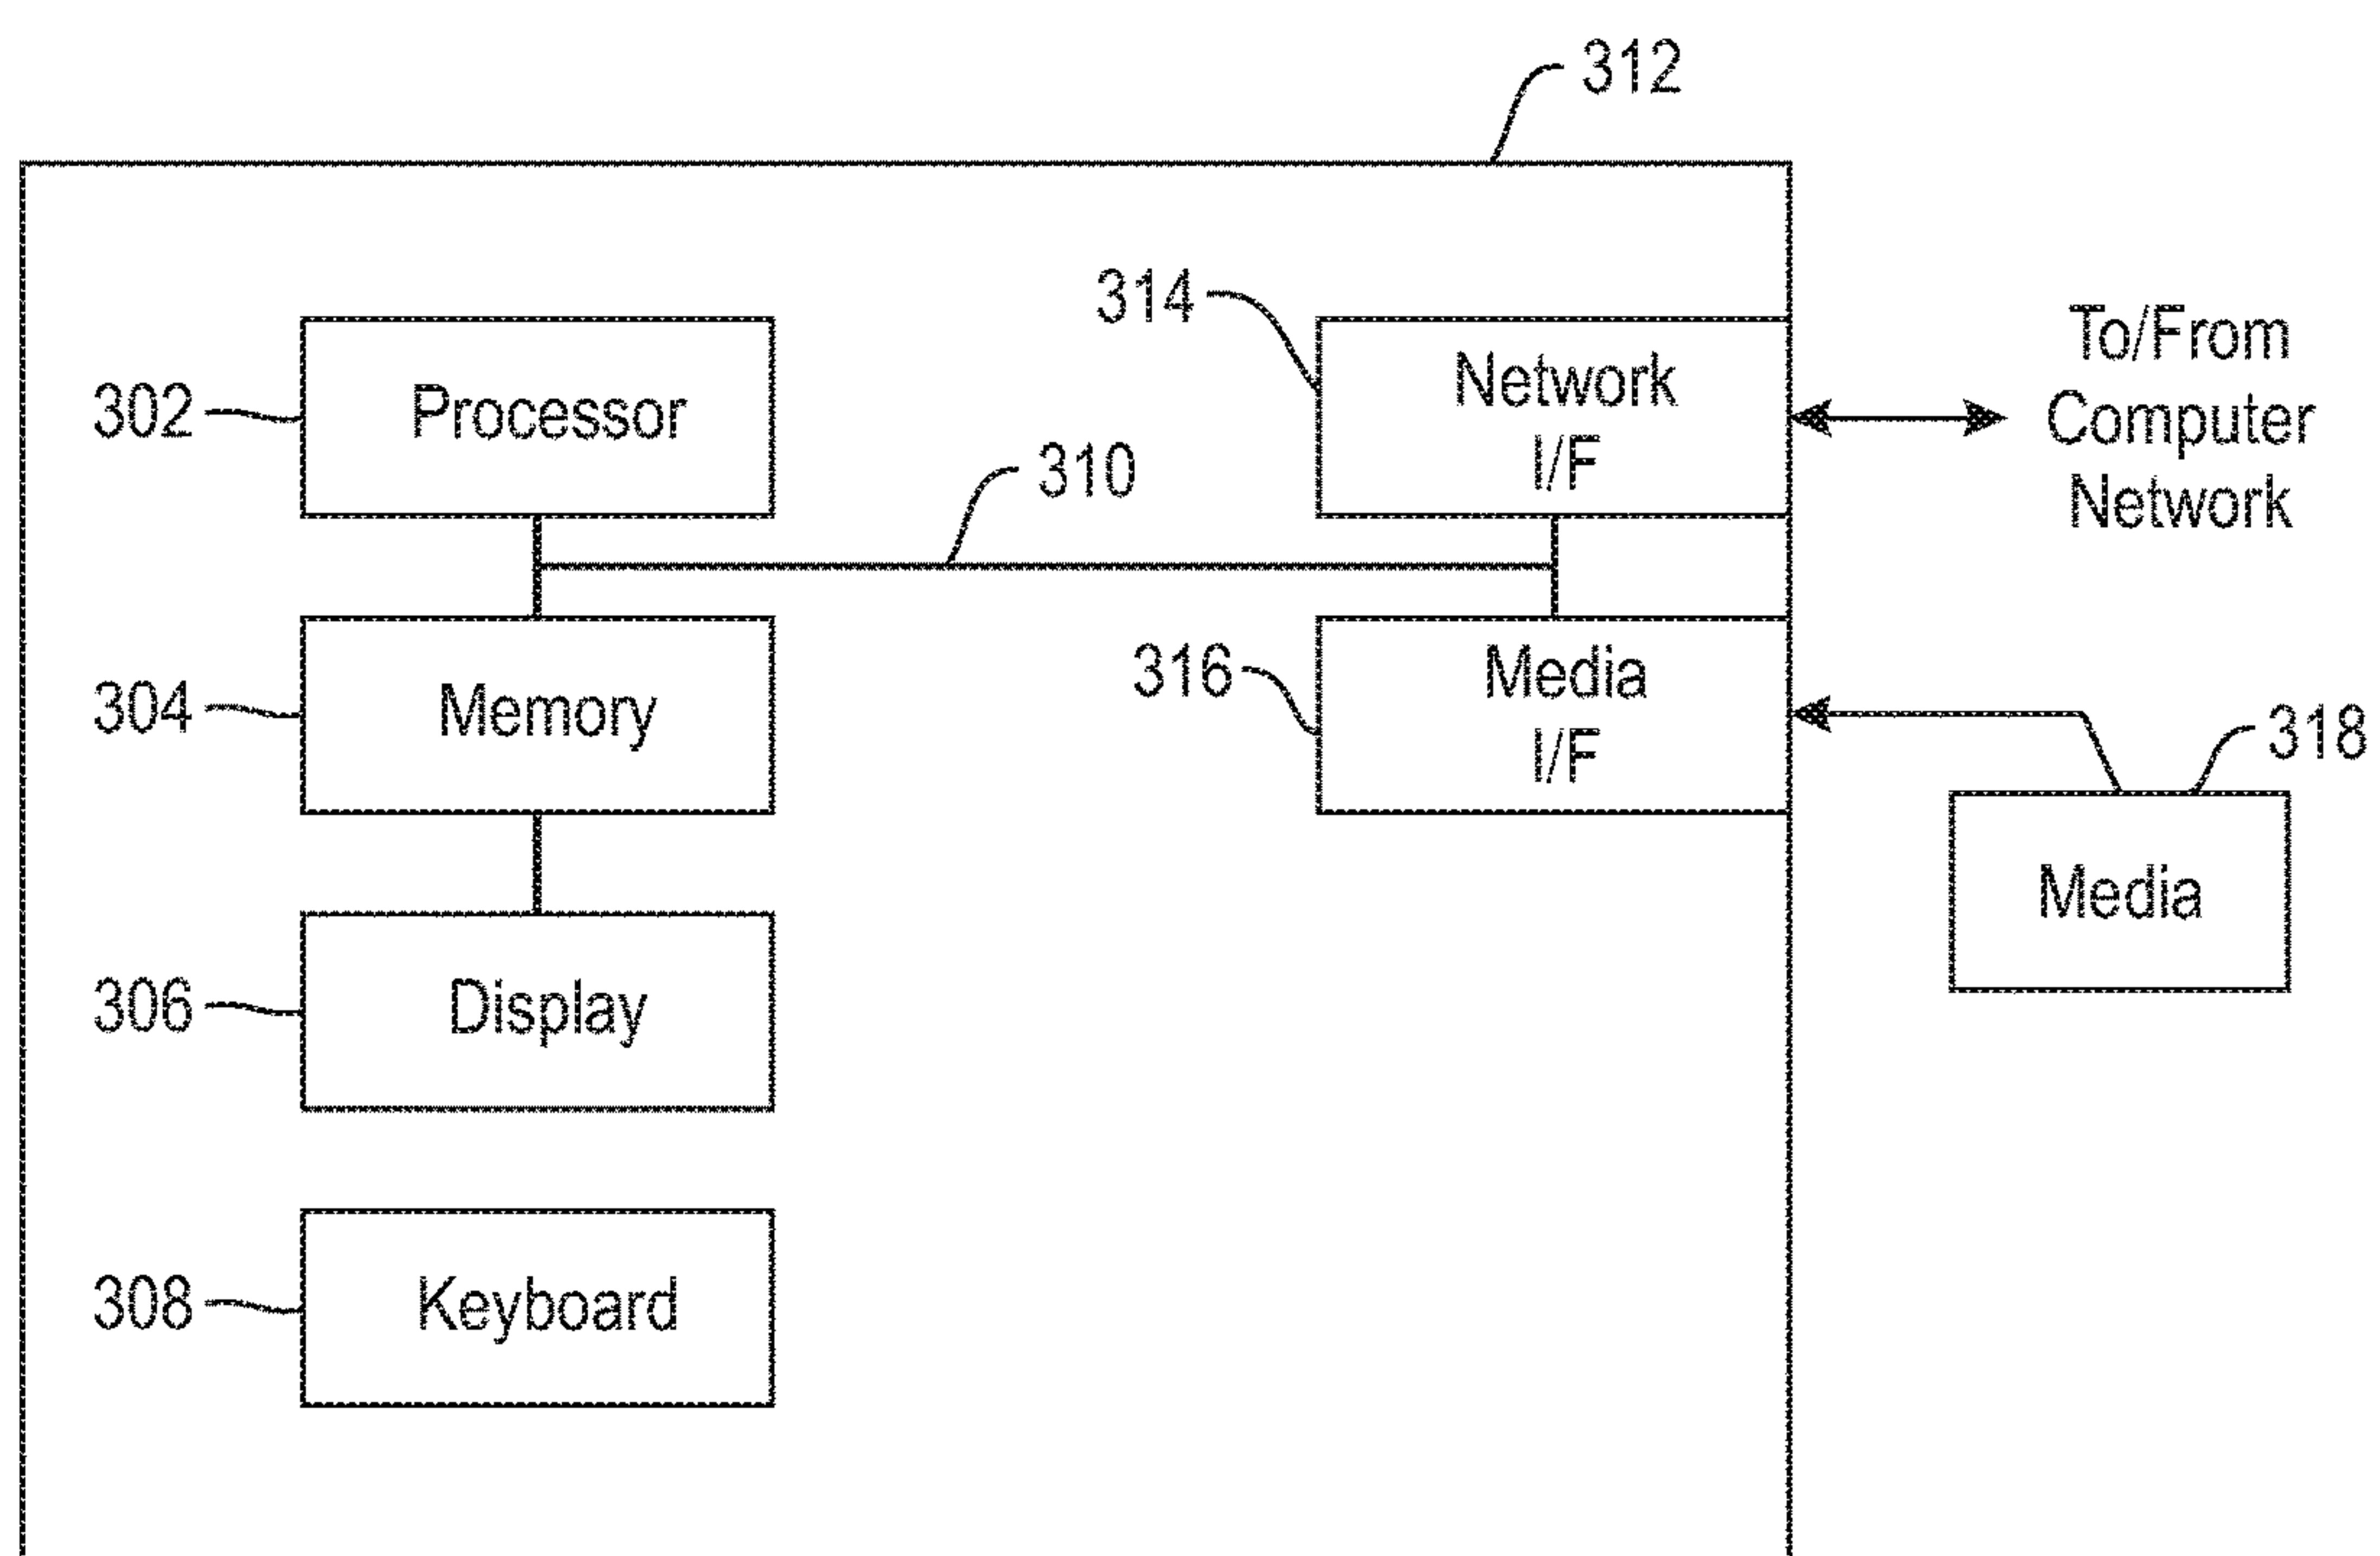 312
314
Network
I/F
To/From
Computer
Network
302
Processor
310
304
Memory
316
Media
I/F
318
Media
306
Display
308
Keyboard